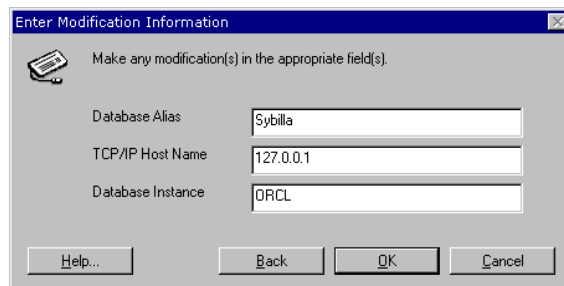 Enter Modification Information
Make any modification(s) in the appropriate field(s).
Database Alias
Sybilla
TCP/IP Host Name
127.0.0.1
Database Instance
ORCL
Help...
Back
OK
Cancel